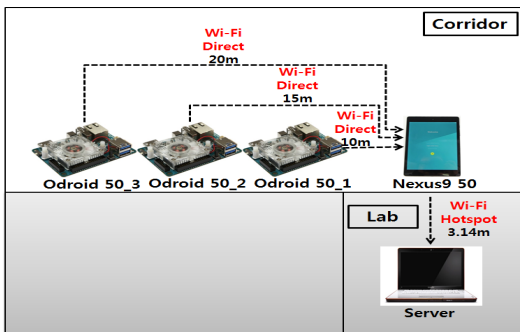 Corridor
Wi-Fi
Direct
20m
Wi-Fi
Direct
15m
Wi-Fi
Direct
10m
Odroid 50_3
Odroid 50_2
Odroid 50_1
Nexus9 50
Lab
Wi-Fi
Hotspot
3.14m
Server